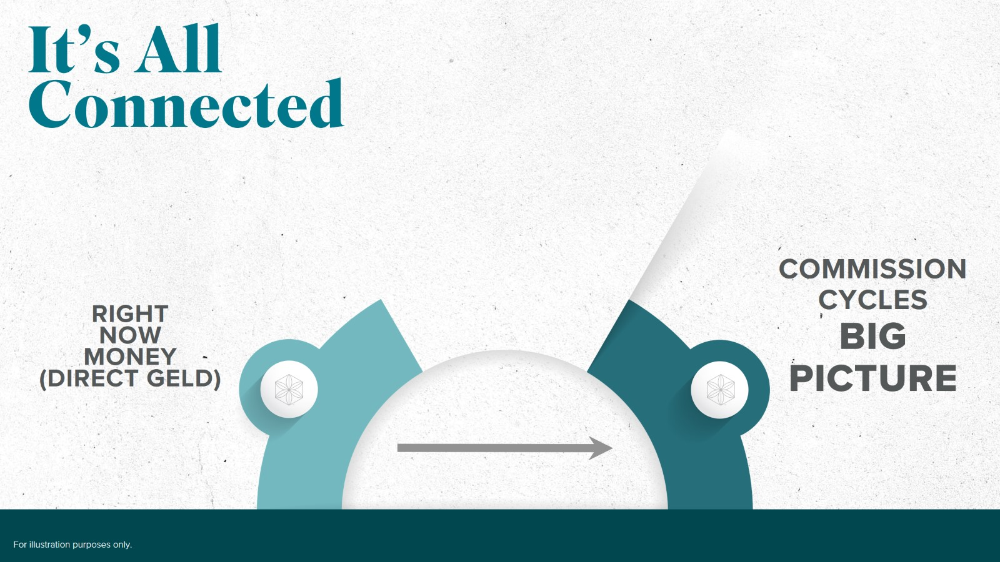 It’s All
Connected
RIGHT
NOW
MONEY
(DIRECT GELD)
COMMISSION
CYCLES
BIG
PICTURE
For illustration purposes only.